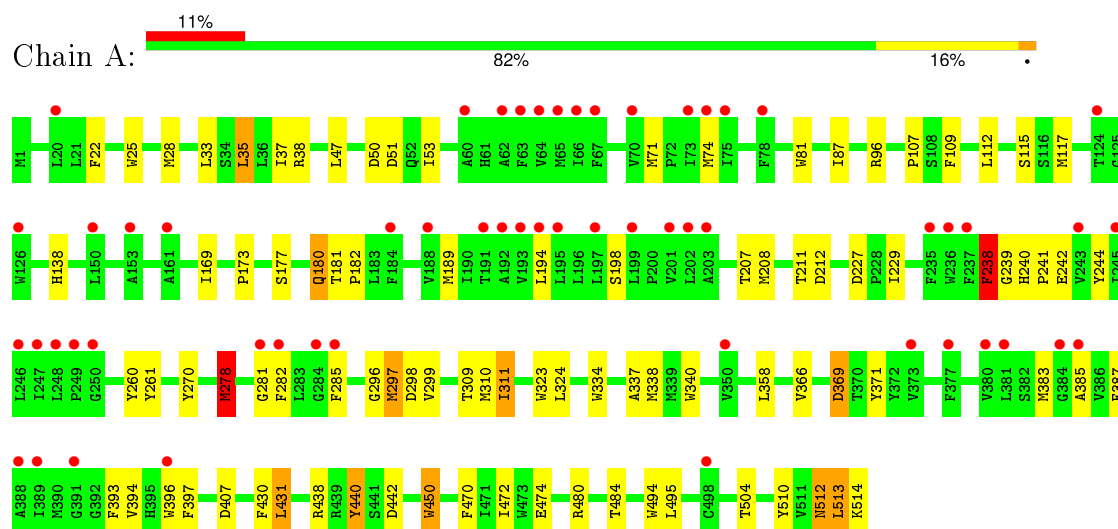 11%
Chain A:
82% 16% •
M1 L20 L21 F22 W25 M28 L33 S34 L35 L36 I37 R38 L47 D50 D51 Q52 I53 A60 H61 A62 F63 V64 M65 I66 F67 V70 M71 P72 I73 M74 I75 F78 W81 I87 R96 P107 S108 F109 L112 S115 S116 M117 T124 G125
W126 H138 L150 A153 A161 I169 P173 S177 Q180 T181 P182 L183 F184 V188 M189 I190 T191 A192 V193 L194 L195 L196 L197 S198 L199 P200 V201 L202 A203 T207 M208 T211 D212 D227 P228 I229 F235 W236 F237 F238 G239 H240 P241 E242 V243 Y244 I245
L246 I247 L248 P249 G250 Y260 Y261 Y270 M278 G281 F282 L283 G284 F285 G296 M297 D298 V299 T309 M310 I311 W323 L324 W334 A337 M338 M339 W340 V350 L358 V366 D369 T370 Y371 Y372 V373 F377 V380 L381 S382 M383 G384 A385 V386 F387
A388 I389 M390 G391 G392 F393 V394 H395 W396 F397 D407 F430 L431 R438 R439 Y440 S441 D442 W450 F470 I471 I472 W473 E474 R480 T484 W494 L495 C498 T504 Y510 V511 N512 L513 K514